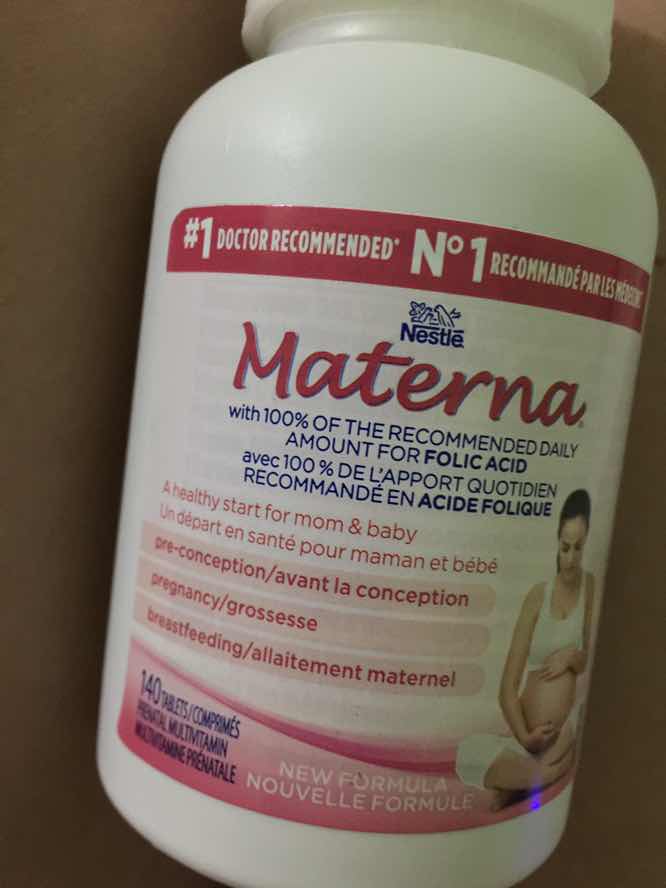 #1 DOCTOR RECOMMENDED* N° 1 RECOMMANDÉ PAR LES MÉDECINS*
Nestlé
Materna®
with 100% OF THE RECOMMENDED DAILY
AMOUNT FOR FOLIC ACID
avec 100 % DE L'APPORT QUOTIDIEN
RECOMMANDÉ EN ACIDE FOLIQUE
A healthy start for mom & baby
Un départ en santé pour maman et bébé
pre-conception/avant la conception
pregnancy/grossesse
breastfeeding/allaitement maternel
140 TABLETS/COMPRIMÉS
PRENATAL MULTIVITAMIN
MULTIVITAMINE PRÉNATALE
NEW FORMULA
NOUVELLE FORMULE